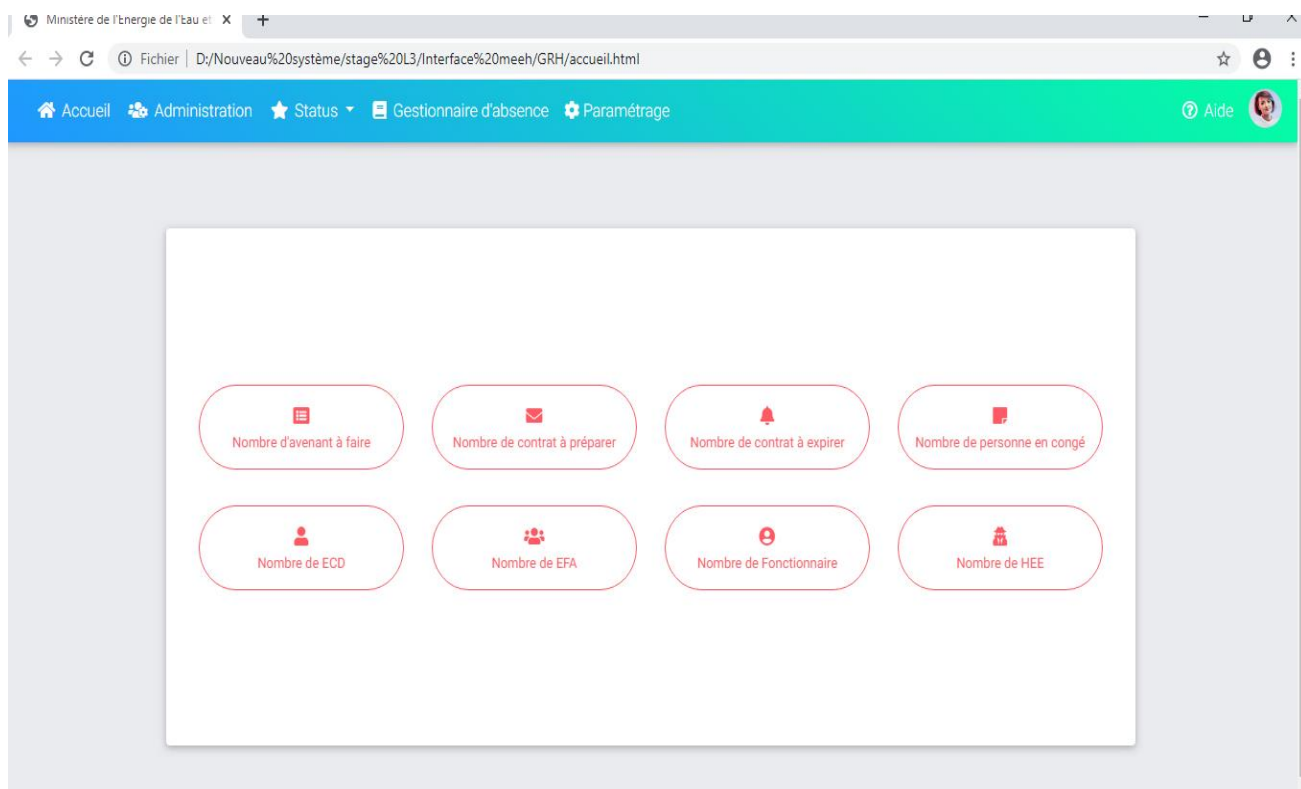 Ministère de l'Energie de l'Eau et
Fichier | D:/Nouveau%20système/stage%20L3/Interface%20meeh/GRH/accueil.html
Accueil Administration Status Gestionnaire d'absence Paramétrage Aide
Nombre d'avenant à faire Nombre de contrat à préparer Nombre de contrat à expirer Nombre de personne en congé
Nombre de ECD Nombre de EFA Nombre de Fonctionnaire Nombre de HEE